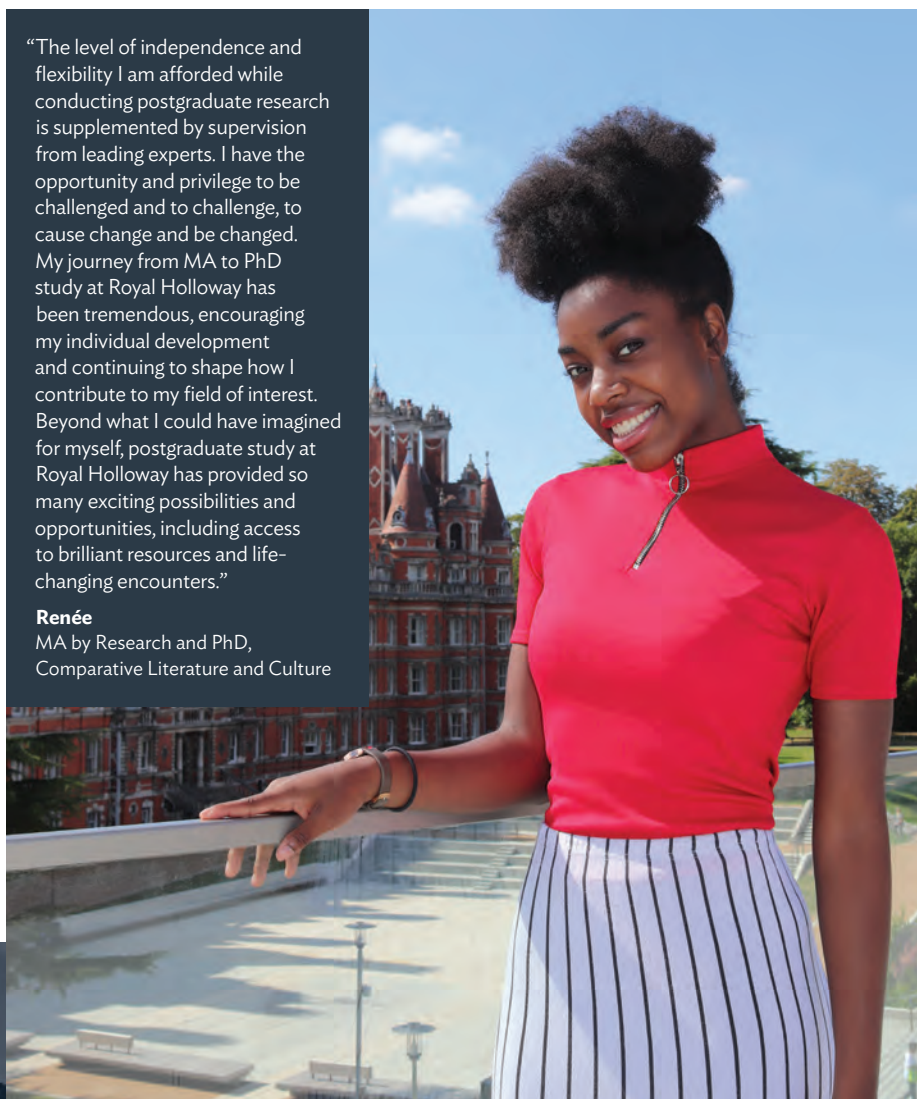 “The level of independence and
flexibility I am afforded while
conducting postgraduate research
is supplemented by supervision
from leading experts. I have the
opportunity and privilege to be
challenged and to challenge, to
cause change and be changed.
My journey from MA to PhD
study at Royal Holloway has
been tremendous, encouraging
my individual development
and continuing to shape how I
contribute to my field of interest.
Beyond what I could have imagined
for myself, postgraduate study at
Royal Holloway has provided so
many exciting possibilities and
opportunities, including access
to brilliant resources and life-
changing encounters.”
Renée
MA by Research and PhD,
Comparative Literature and Culture